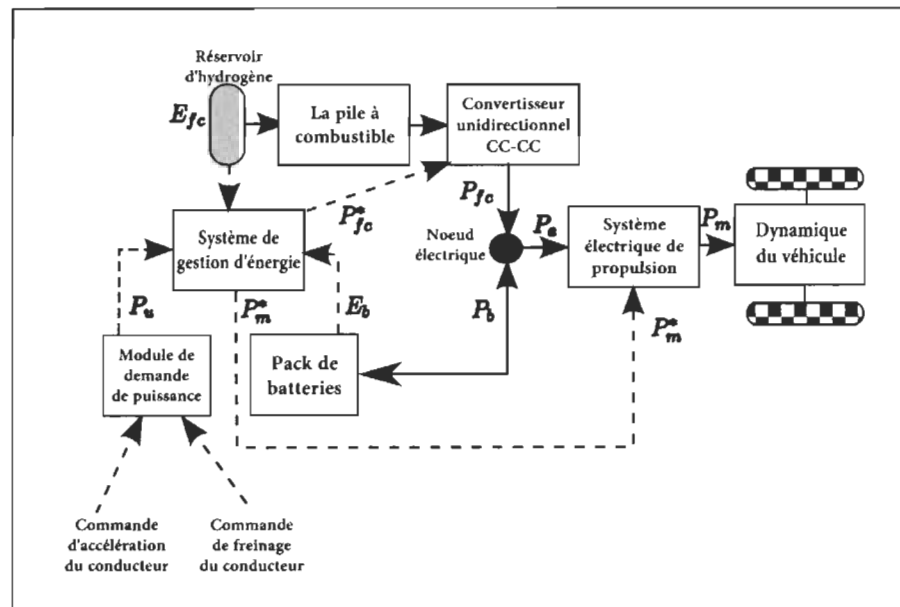 Réservoir
d'hydrogène
E_fc
La pile à
combustible
Convertisseur
unidirectionnel
CC-CC
P*_fc
P_fc
Système de
gestion d'énergie
Noeud
électrique
P_e
Système
électrique de
propulsion
P_m
Dynamique
du véhicule
P_u
P*_m
E_b
P_b
P*_m
Module de
demande
de puissance
Pack de
batteries
Commande
d'accélération
du conducteur
Commande
de freinage
du conducteur